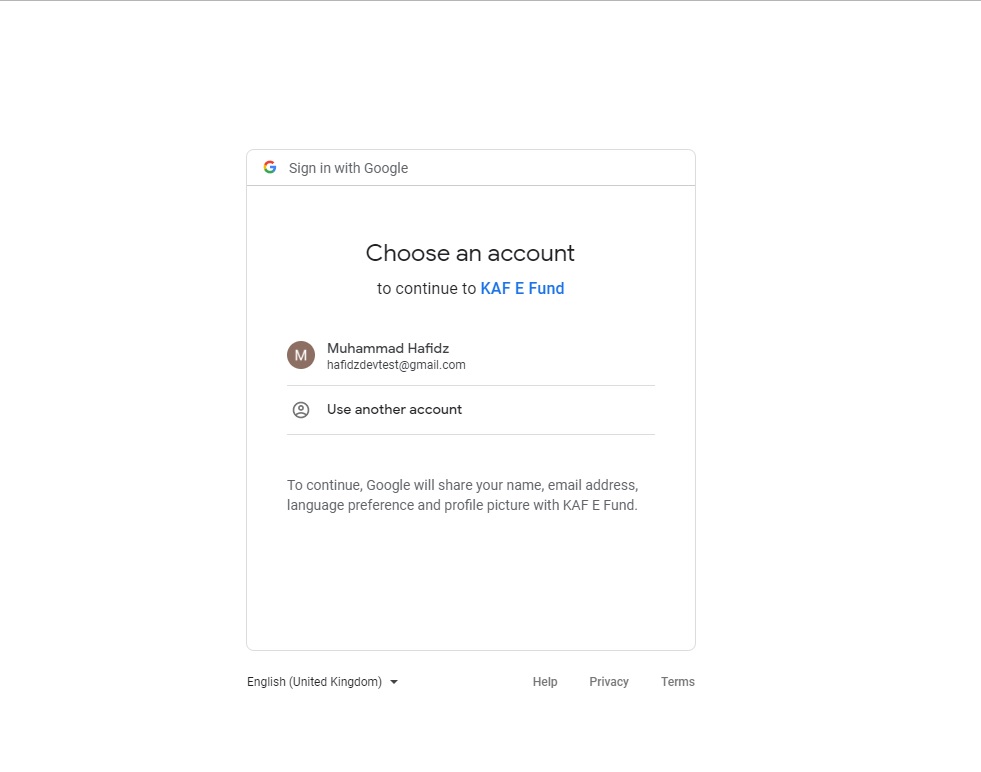 Sign in with Google
Choose an account
to continue to KAF E Fund
M
Muhammad Hafidz
hafidzdevtest@gmail.com
Use another account
To continue, Google will share your name, email address,
language preference and profile picture with KAF E Fund.
English (United Kingdom)
Help
Privacy
Terms